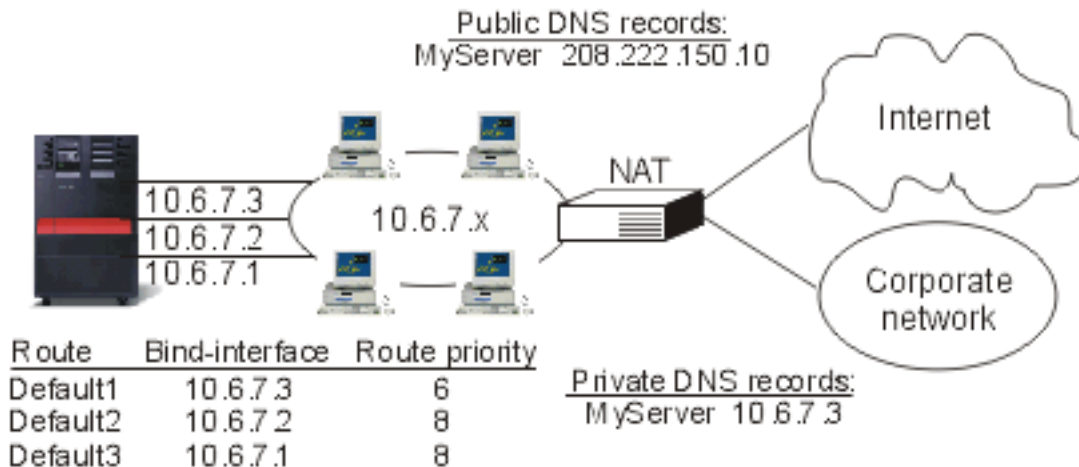 Public DNS records:
MyServer 208.222.150.10
Internet
NAT
10.6.7.3
10.6.7.x
10.6.7.2
10.6.7.1
Corporate
network
Route Bind-interface Route priority
Default1 10.6.7.3 6
Default2 10.6.7.2 8
Default3 10.6.7.1 8
Private DNS records:
MyServer 10.6.7.3